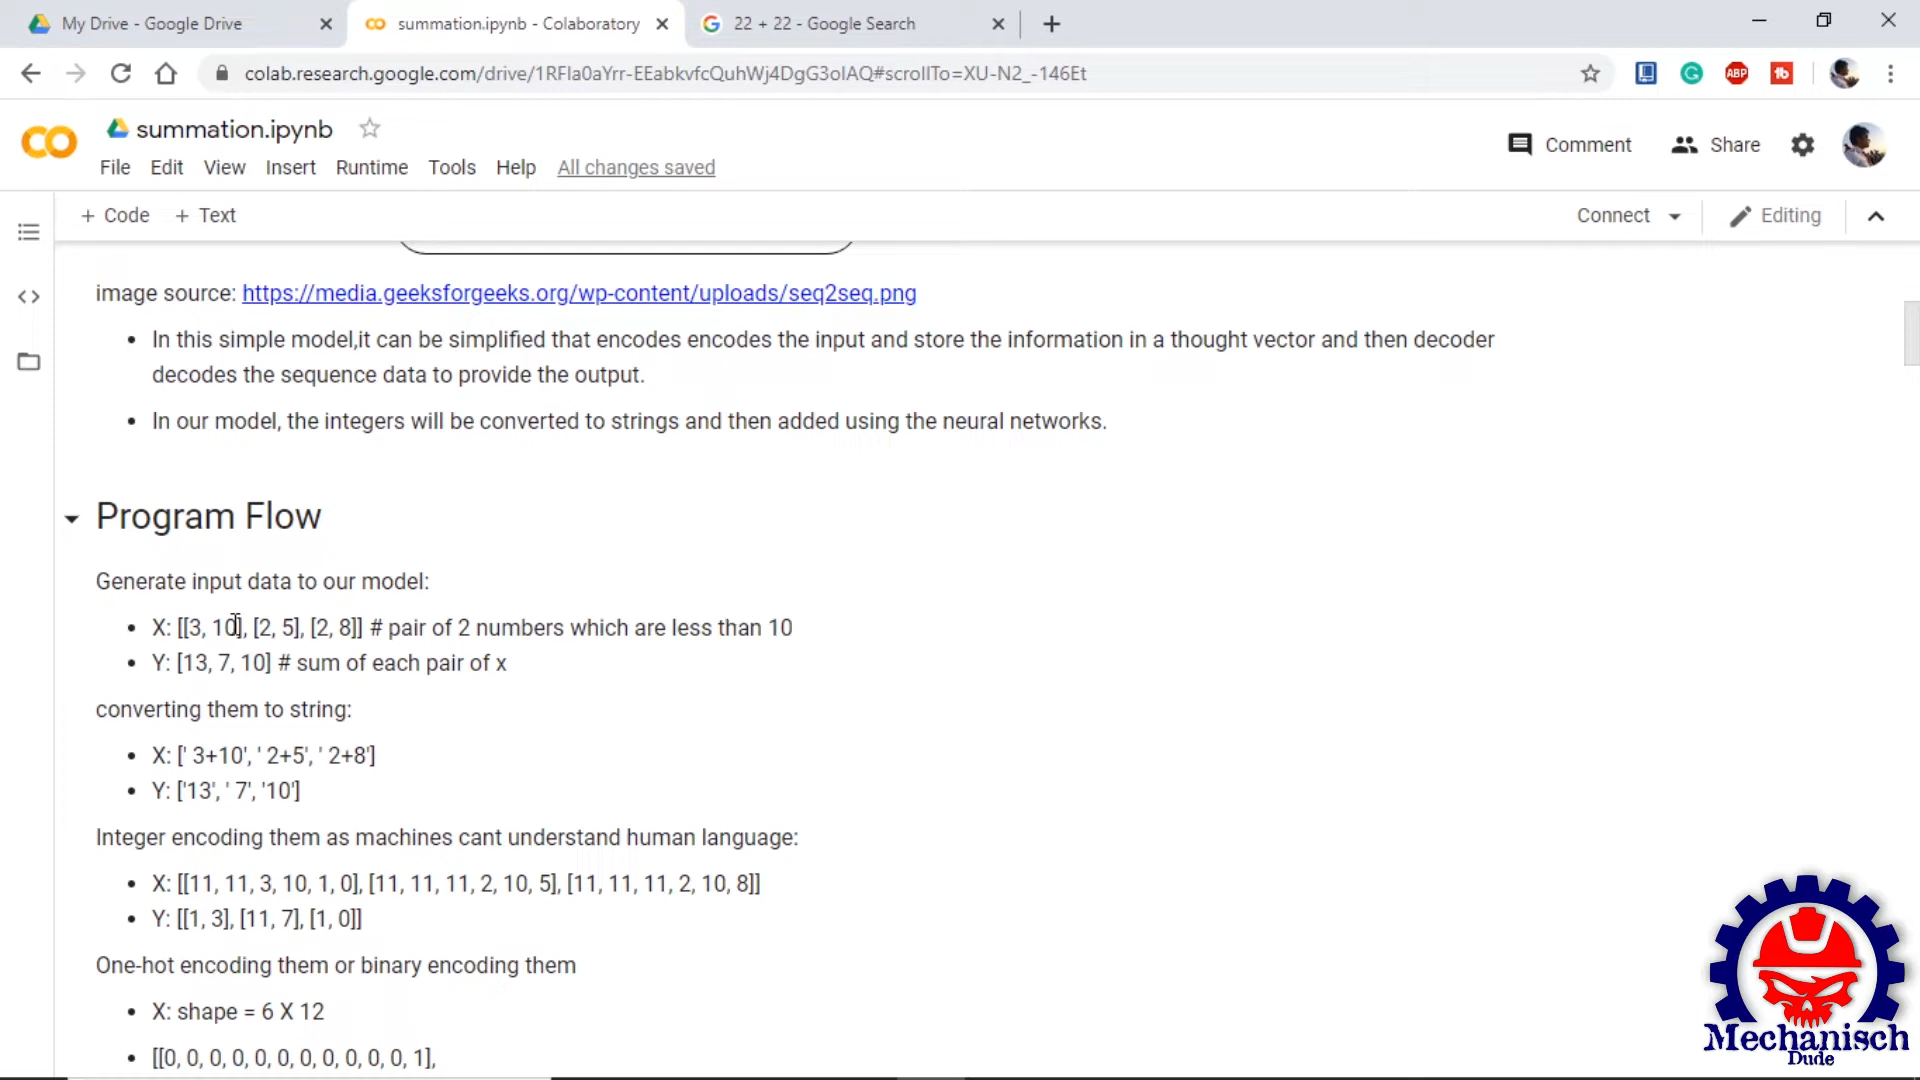 My Drive - Google Drive
summation.ipynb - Colaboratory
22 + 22 - Google Search
colab.research.google.com/drive/1RFla0aYrr-EEabkvfcQuhWj4DgG3oIAQ#scrollTo=XU-N2_-146Et
ABP
tb
summation.ipynb
Comment
Share
File Edit View Insert Runtime Tools Help All changes saved
+ Code + Text
Connect
Editing
image source: https://media.geeksforgeeks.org/wp-content/uploads/seq2seq.png
• In this simple model,it can be simplified that encodes encodes the input and store the information in a thought vector and then decoder
decodes the sequence data to provide the output.
• In our model, the integers will be converted to strings and then added using the neural networks.
Program Flow
Generate input data to our model:
• X: [[3, 10], [2, 5], [2, 8]] # pair of 2 numbers which are less than 10
• Y: [13, 7, 10] # sum of each pair of x
converting them to string:
• X: [' 3+10', ' 2+5', ' 2+8']
• Y: ['13', ' 7', '10']
Integer encoding them as machines cant understand human language:
• X: [[11, 11, 3, 10, 1, 0], [11, 11, 11, 2, 10, 5], [11, 11, 11, 2, 10, 8]]
• Y: [[1, 3], [11, 7], [1, 0]]
One-hot encoding them or binary encoding them
• X: shape = 6 X 12
• [[0, 0, 0, 0, 0, 0, 0, 0, 0, 0, 0, 1],
Mechanisch
Dude